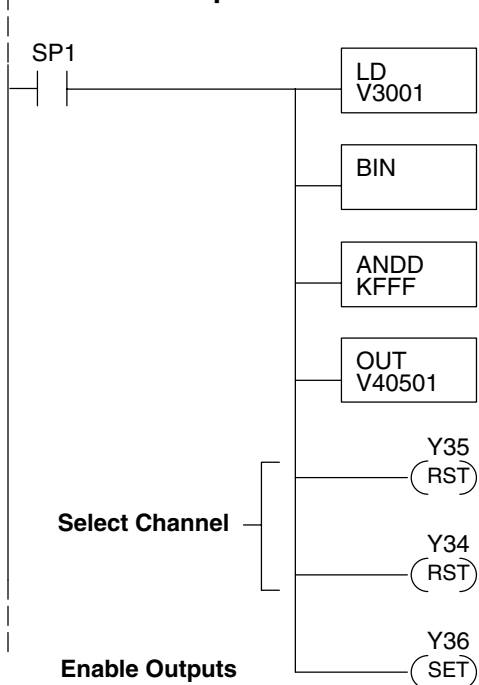 SP1
LD
V3001
BIN
ANDD
KFFF
OUT
V40501
Y35
RST
Select Channel
Y34
RST
Y36
Enable Outputs
SET